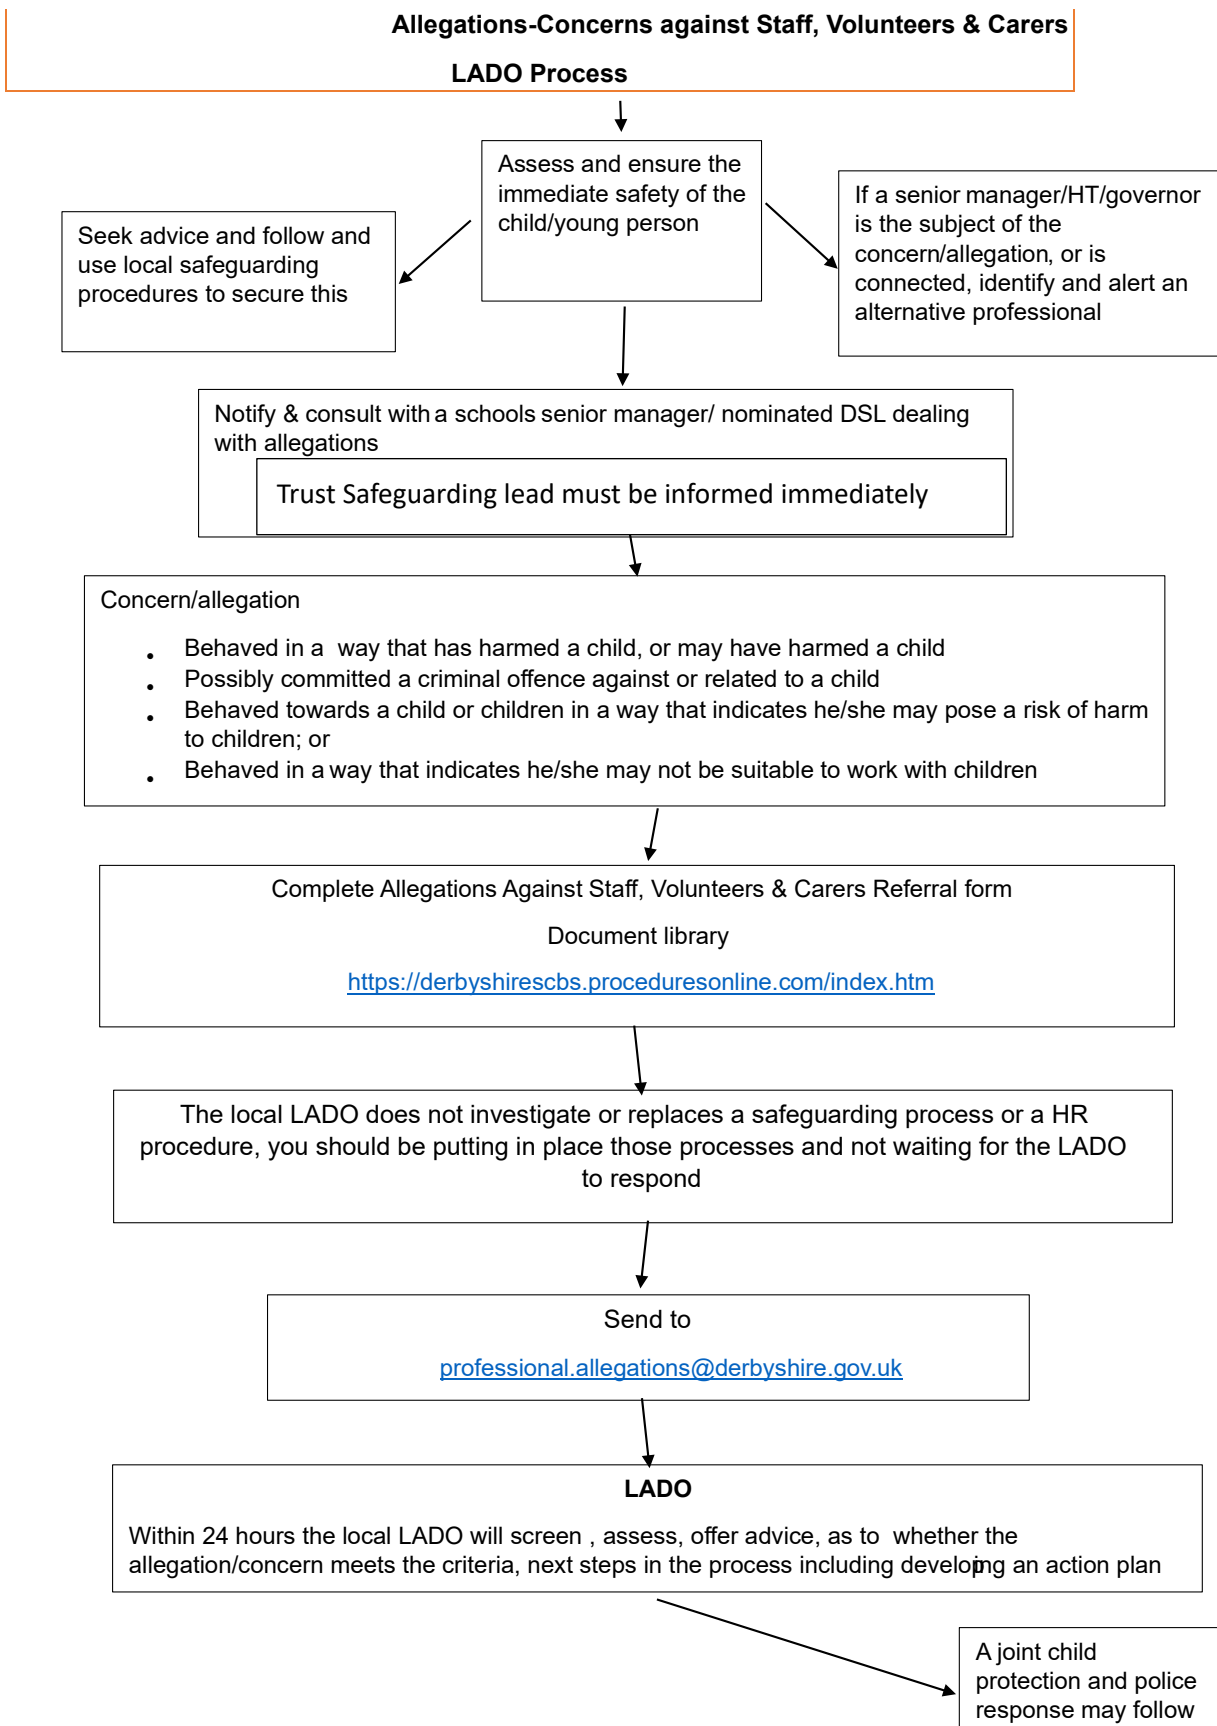 Allegations-Concerns against Staff, Volunteers & Carers
LADO Process
Assess and ensure the
immediate safety of the
child/young person
Seek advice and follow and
use local safeguarding
procedures to secure this
If a senior manager/HT/governor
is the subject of the
concern/allegation, or is
connected, identify and alert an
alternative professional
Notify & consult with a schools senior manager/ nominated DSL dealing
with allegations
Trust Safeguarding lead must be informed immediately
Concern/allegation
• Behaved in a way that has harmed a child, or may have harmed a child
• Possibly committed a criminal offence against or related to a child
• Behaved towards a child or children in a way that indicates he/she may pose a risk of harm
to children; or
• Behaved in a way that indicates he/she may not be suitable to work with children
Complete Allegations Against Staff, Volunteers & Carers Referral form
Document library
https://derbyshirescbs.proceduresonline.com/index.htm
The local LADO does not investigate or replaces a safeguarding process or a HR
procedure, you should be putting in place those processes and not waiting for the LADO
to respond
Send to
professional.allegations@derbyshire.gov.uk
LADO
Within 24 hours the local LADO will screen , assess, offer advice, as to whether the
allegation/concern meets the criteria, next steps in the process including developing an action plan
A joint child
protection and police
response may follow